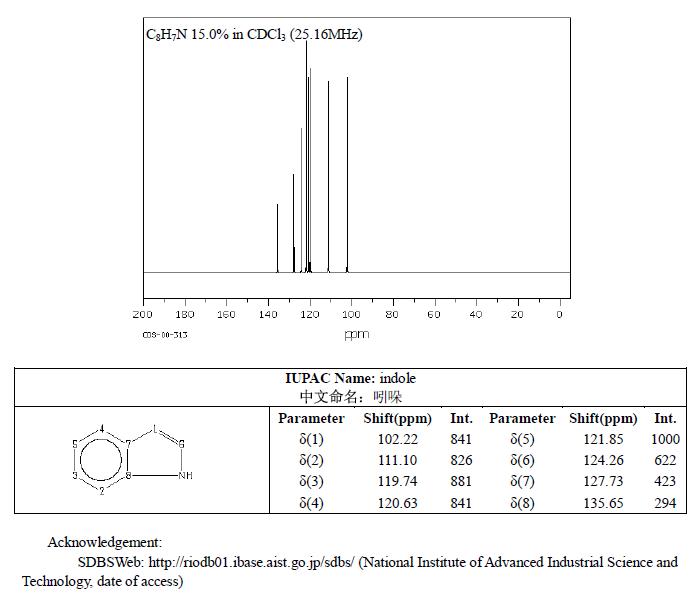 C₈H₇N 15.0% in CDCl₃ (25.16MHz)
200 180 160 140 120 100 80 60 40 20 0
CDS-00-313
ppm
IUPAC Name: indole
中文命名：吲哚
Parameter Shift(ppm) Int. Parameter Shift(ppm) Int.
δ(1) 102.22 841 δ(5) 121.85 1000
δ(2) 111.10 826 δ(6) 124.26 622
δ(3) 119.74 881 δ(7) 127.73 423
δ(4) 120.63 841 δ(8) 135.65 294
4 1
5 7 6
3 8 NH
2
Acknowledgement:
SDBSWeb: http://riodb01.ibase.aist.go.jp/sdbs/ (National Institute of Advanced Industrial Science and
Technology, date of access)